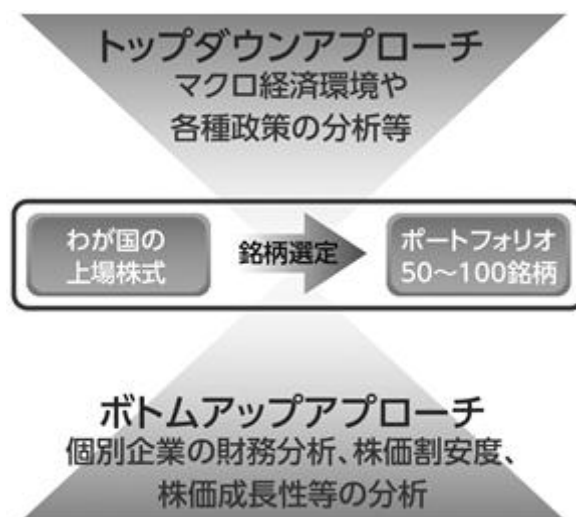 トップダウンアプローチ
マクロ経済環境や
各種政策の分析等
わが国の
上場株式
銘柄選定
ポートフォリオ
50～100銘柄
ボトムアップアプローチ
個別企業の財務分析、株価割安度、
株価成長性等の分析